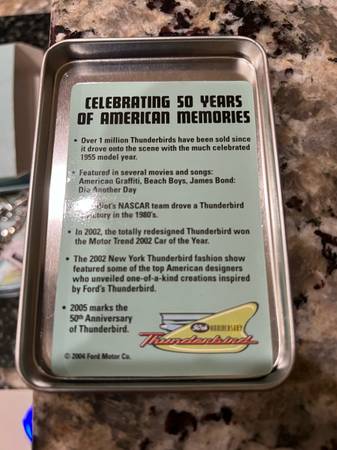 CELEBRATING 50 YEARS
OF AMERICAN MEMORIES
• Over 1 million Thunderbirds have been sold since
it drove onto the scene with the much celebrated
1955 model year.
• Featured in several movies and songs:
American Graffiti, Beach Boys, James Bond:
Die Another Day
NASCAR team drove a Thunderbird
victory in the 1980's.
• In 2002, the totally redesigned Thunderbird won
the Motor Trend 2002 Car of the Year.
• The 2002 New York Thunderbird fashion show
featured some of the top American designers
who unveiled one-of-a-kind creations inspired
by Ford's Thunderbird.
• 2005 marks the
50th Anniversary
of Thunderbird.
50th ANNIVERSARY
Thunderbird
© 2004 Ford Motor Co.